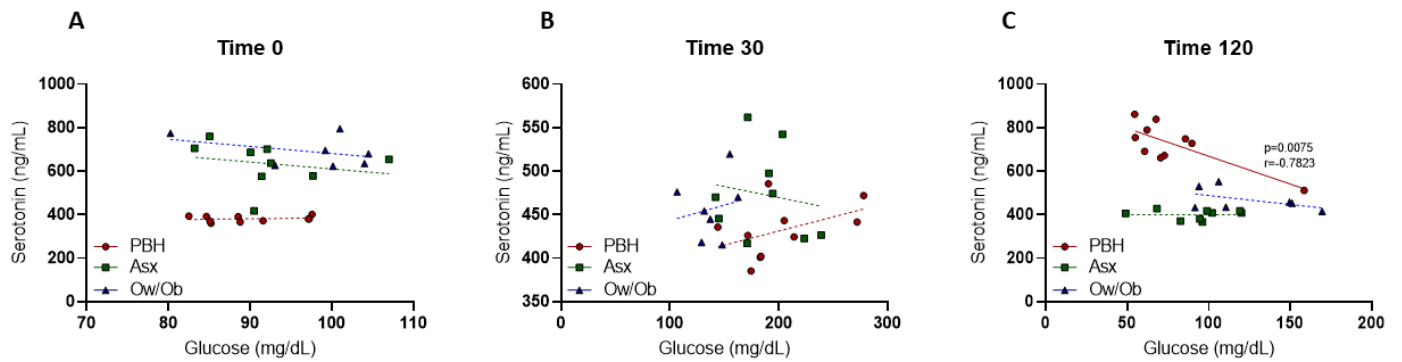 A
Time 0
Serotonin (ng/mL)
1000
800
600
400
200
0
PBH
Asx
Ow/Ob
70
80
90
100
110
Glucose (mg/dL)
B
Time 30
Serotonin (ng/mL)
600
550
500
450
400
350
PBH
Asx
Ow/Ob
0
100
200
300
Glucose (mg/dL)
C
Time 120
Serotonin (ng/mL)
1000
800
600
400
200
0
p=0.0075
r=-0.7823
PBH
Asx
Ow/Ob
0
50
100
150
200
Glucose (mg/dL)